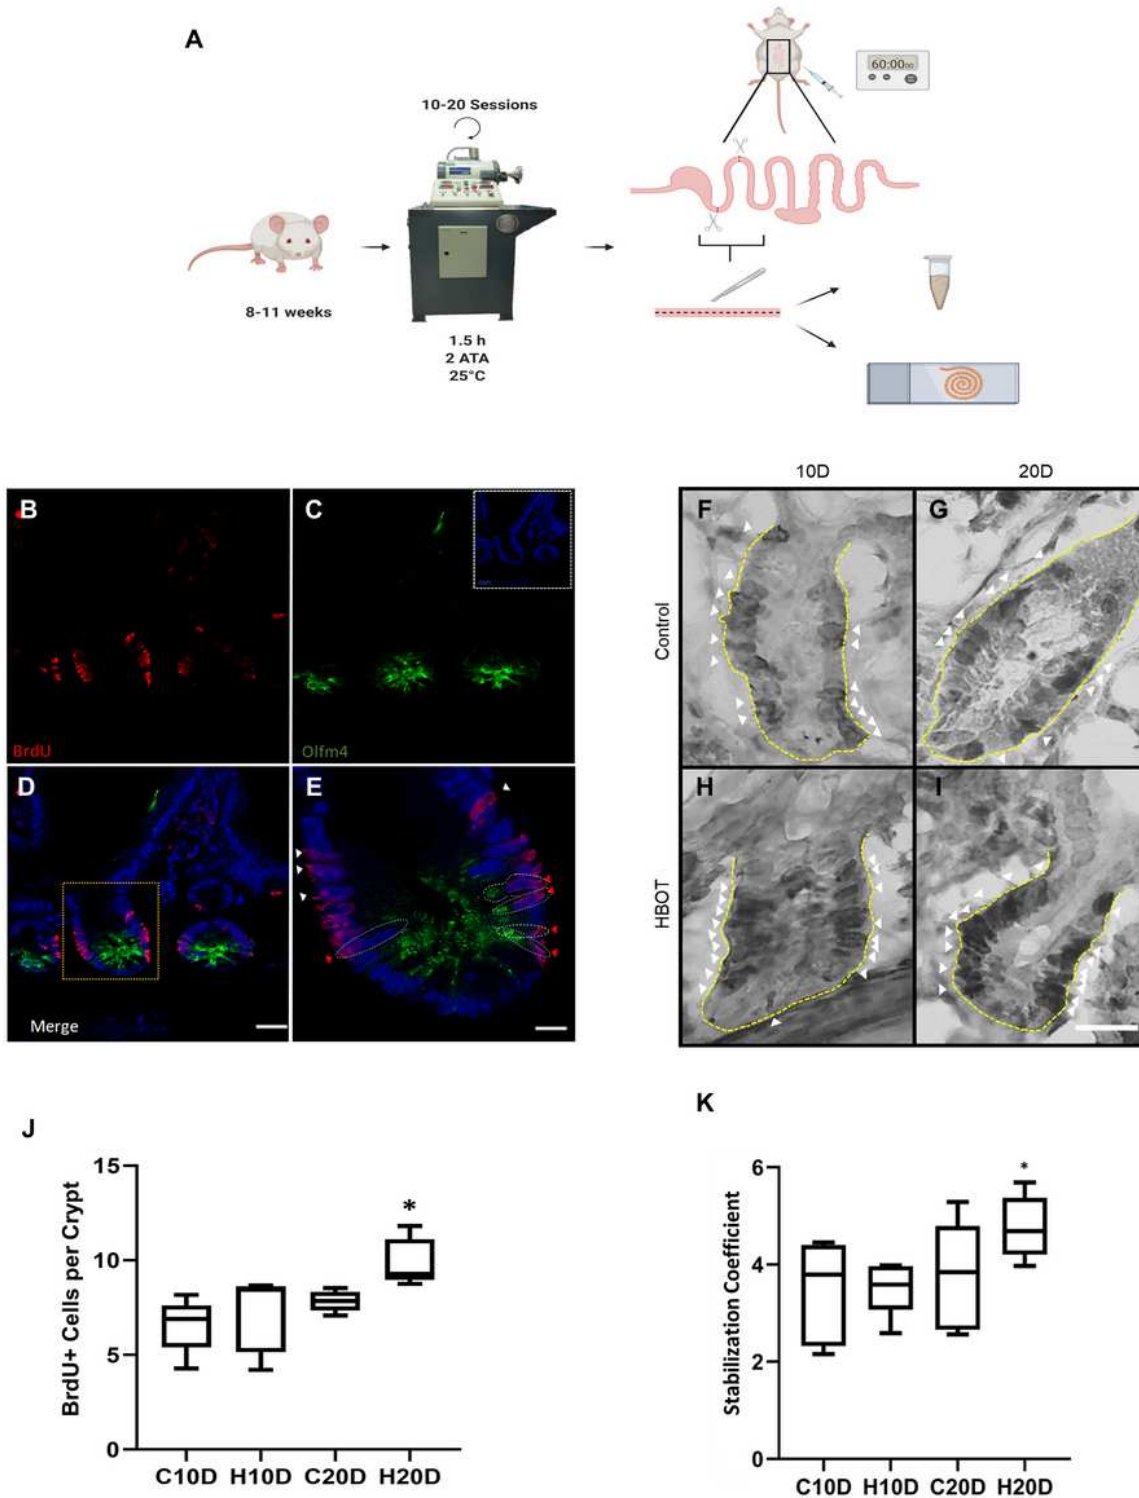 A
10-20 Sessions
60:0000
8-11 weeks
1.5 h
2 ATA
25°C
B
C
BrdU
Olfm4
D
E
Merge
10D
20D
F
G
Control
H
I
HBOT
J
15
10
5
0
BrdU+ Cells per Crypt
*
C10D H10D C20D H20D
K
6
4
2
0
Stabilization Coefficient
*
C10D H10D C20D H20D